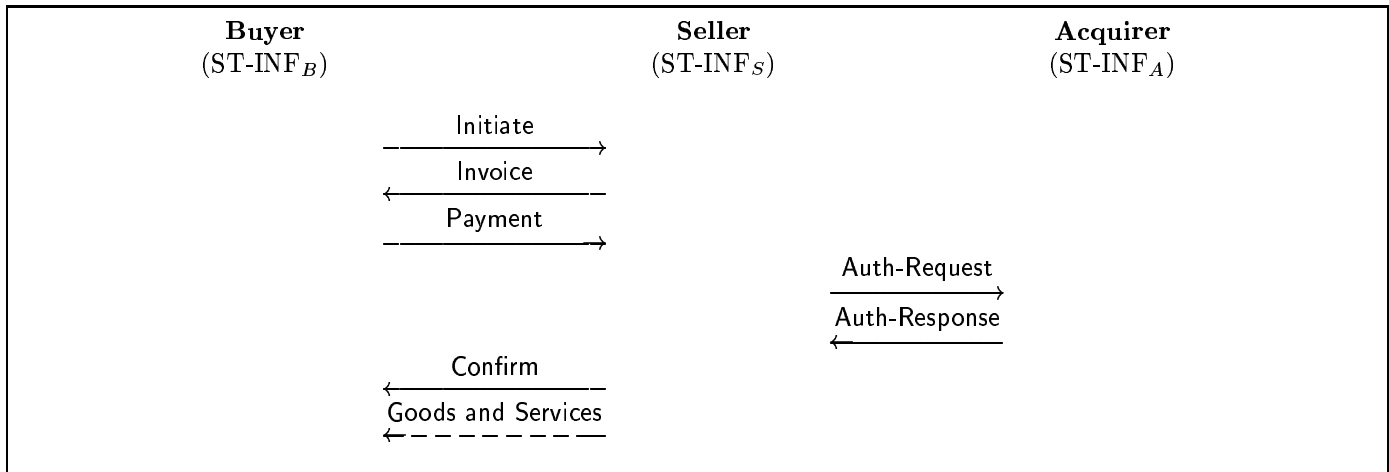 Buyer Seller Acquirer
(ST-INF_B) (ST-INF_S) (ST-INF_A)
Initiate
Invoice
Payment
Auth-Request
Auth-Response
Confirm
Goods and Services